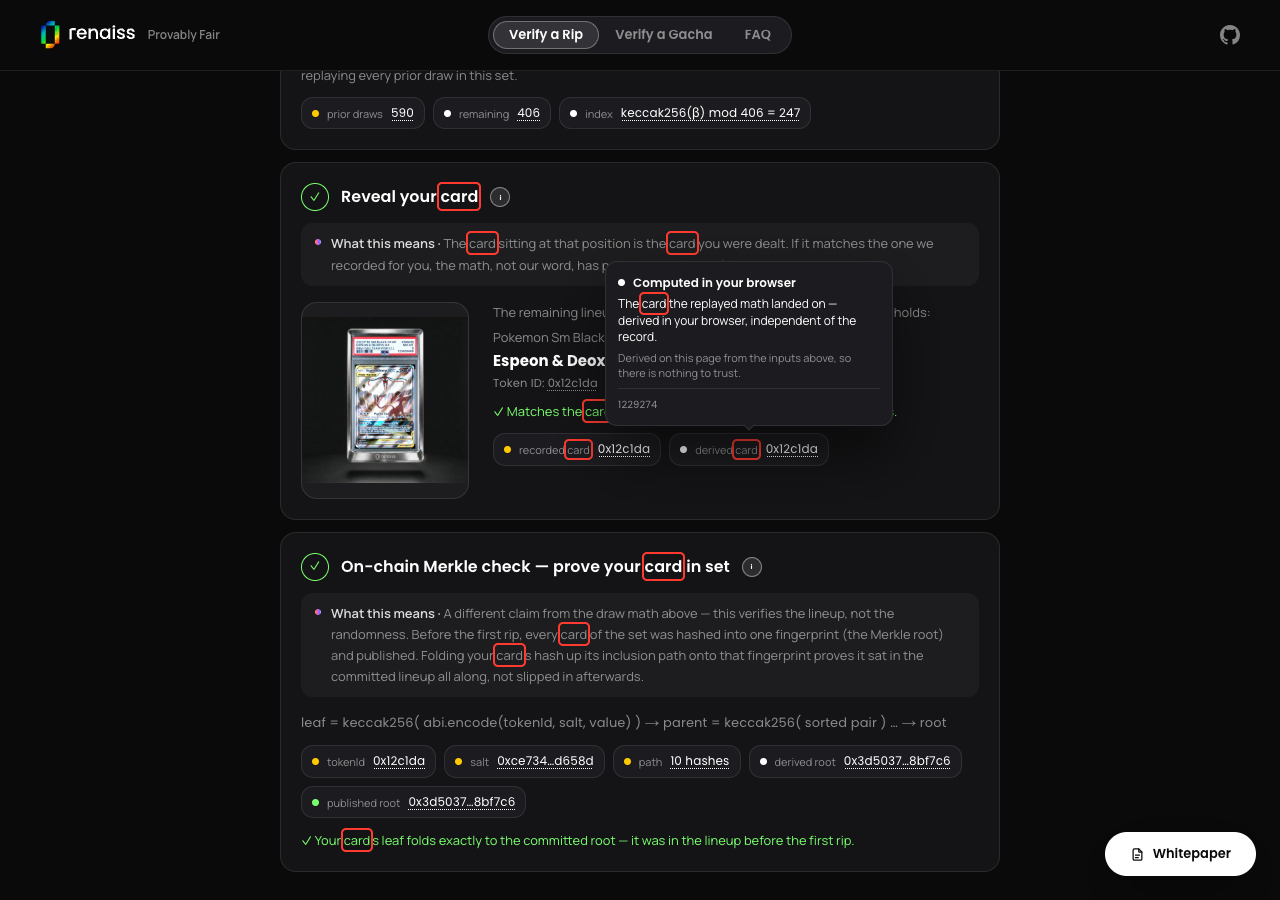 renaiss
Provably Fair
Verify a Rip
Verify a Gacha
FAQ
replaying every prior draw in this set.
prior draws 590
remaining 406
index keccak256(β) mod 406 = 247
Reveal your card
i
What this means · The card sitting at that position is the card you were dealt. If it matches the one we
recorded for you, the math, not our word, has p
Computed in your browser
The card the replayed math landed on —
derived in your browser, independent of the
record.
Derived on this page from the inputs above, so
there is nothing to trust.
1229274
The remaining lineu
holds:
Pokemon Sm Black
Espeon & Deox
Token ID: 0x12c1da
✓ Matches the car
recorded card 0x12c1da
derived card 0x12c1da
On-chain Merkle check — prove your card in set
i
What this means · A different claim from the draw math above — this verifies the lineup, not the
randomness. Before the first rip, every card of the set was hashed into one fingerprint (the Merkle root)
and published. Folding your card s hash up its inclusion path onto that fingerprint proves it sat in the
committed lineup all along, not slipped in afterwards.
leaf = keccak256( abi.encode(tokenId, salt, value) ) → parent = keccak256( sorted pair ) … → root
tokenId 0x12c1da
salt 0xce734…d658d
path 10 hashes
derived root 0x3d5037…8bf7c6
published root 0x3d5037…8bf7c6
✓ Your card s leaf folds exactly to the committed root — it was in the lineup before the first rip.
Whitepaper